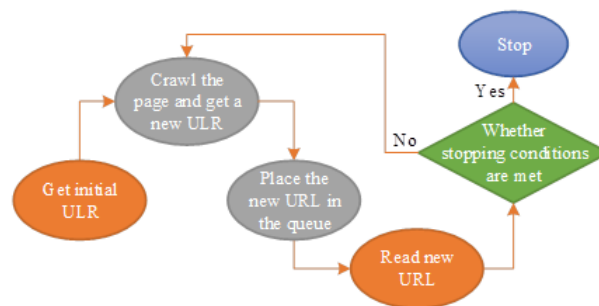 Get initial
ULR
Crawl the
page and get a
new ULR
Place the
new URL in
the queue
Read new
URL
Whether
stopping conditions
are met
No
Yes
Stop